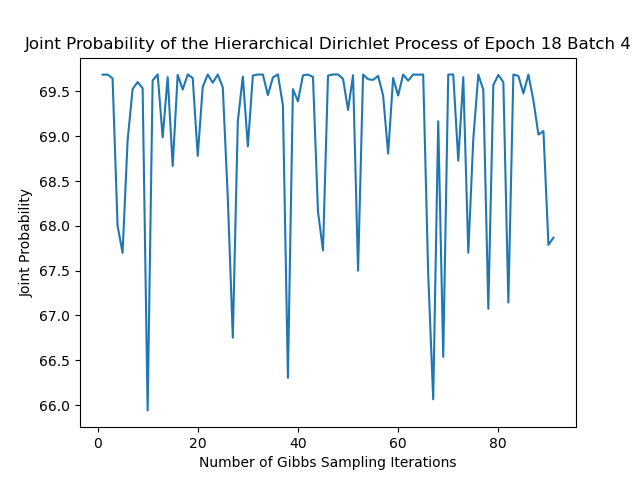 Joint Probability of the Hierarchical Dirichlet Process of Epoch 18 Batch 4
69.5
69.0
68.5
68.0
67.5
67.0
66.5
66.0
Joint Probability
0 20 40 60 80
Number of Gibbs Sampling Iterations